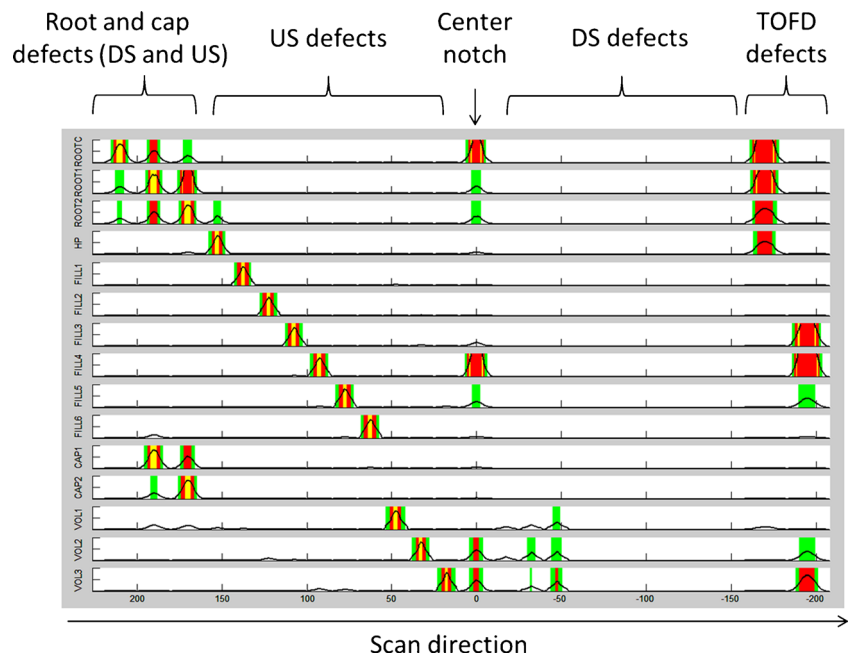 Root and cap
defects (DS and US)
US defects
Center
notch
DS defects
TOFD
defects
ROOTC
ROOT1
ROOT2
HP
FILL1
FILL2
FILL3
FILL4
FILL5
FILL6
CAP1
CAP2
VOL1
VOL2
VOL3
200 150 100 50 0 -50 -100 -150 -200
Scan direction